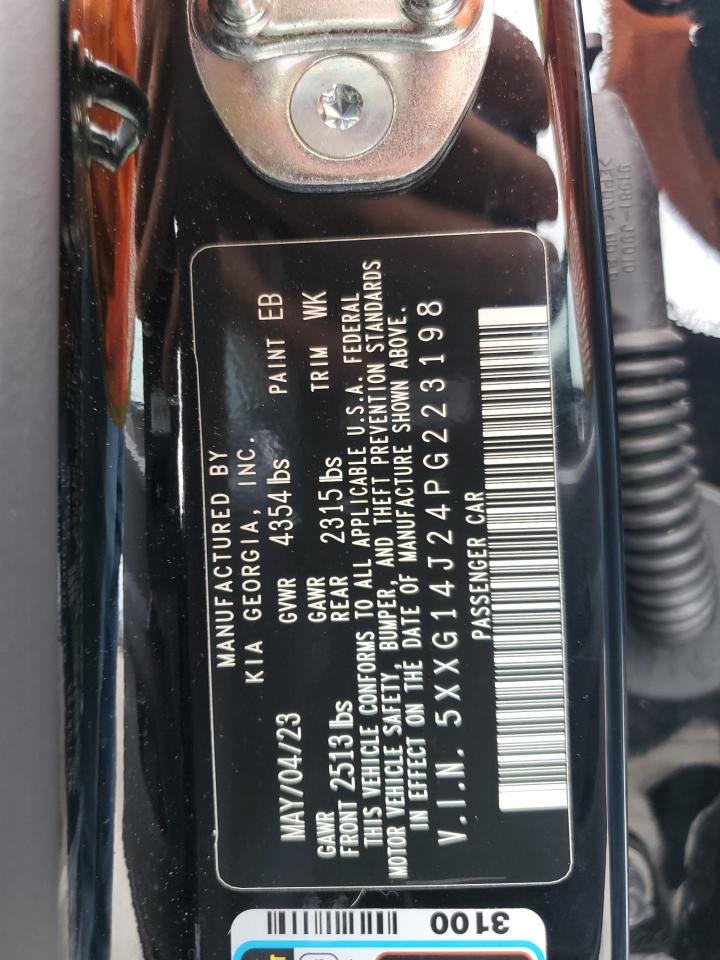 MANUFACTURED BY
KIA GEORGIA, INC.
MAY/04/23 GVWR 4354 lbs PAINT EB
GAWR GAWR
FRONT 2513 lbs REAR 2315 lbs TRIM WK
THIS VEHICLE CONFORMS TO ALL APPLICABLE U.S.A. FEDERAL
MOTOR VEHICLE SAFETY, BUMPER, AND THEFT PREVENTION STANDARDS
IN EFFECT ON THE DATE OF MANUFACTURE SHOWN ABOVE.
V.I.N. 5XXG14J24PG223198
PASSENGER CAR
3100